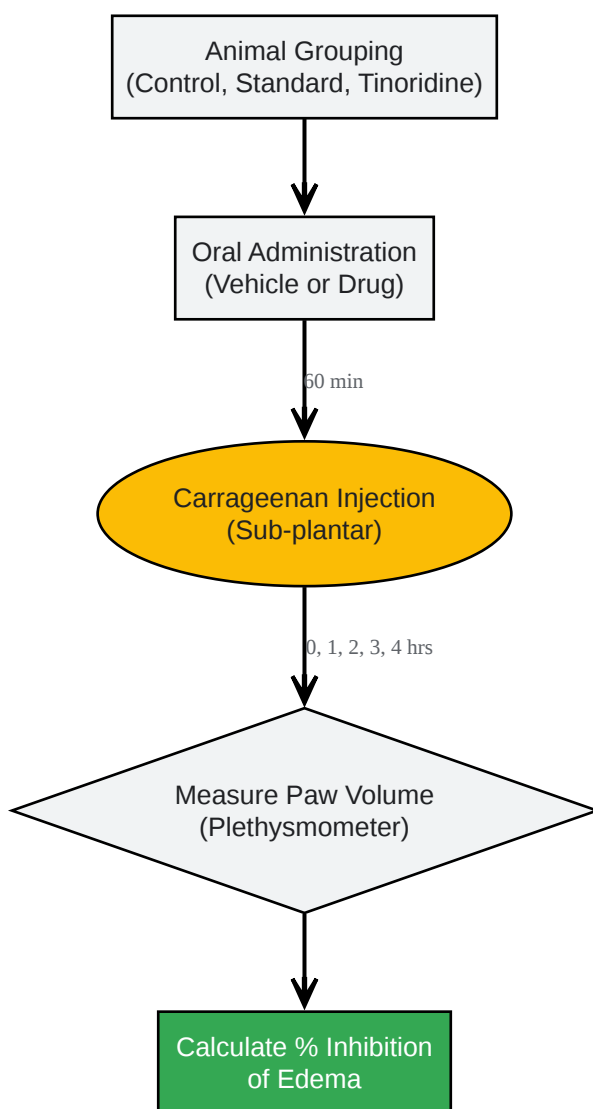 Animal Grouping
(Control, Standard, Tinoridine)
Oral Administration
(Vehicle or Drug)
60 min
Carrageenan Injection
(Sub-plantar)
0, 1, 2, 3, 4 hrs
Measure Paw Volume
(Plethysmometer)
Calculate % Inhibition
of Edema